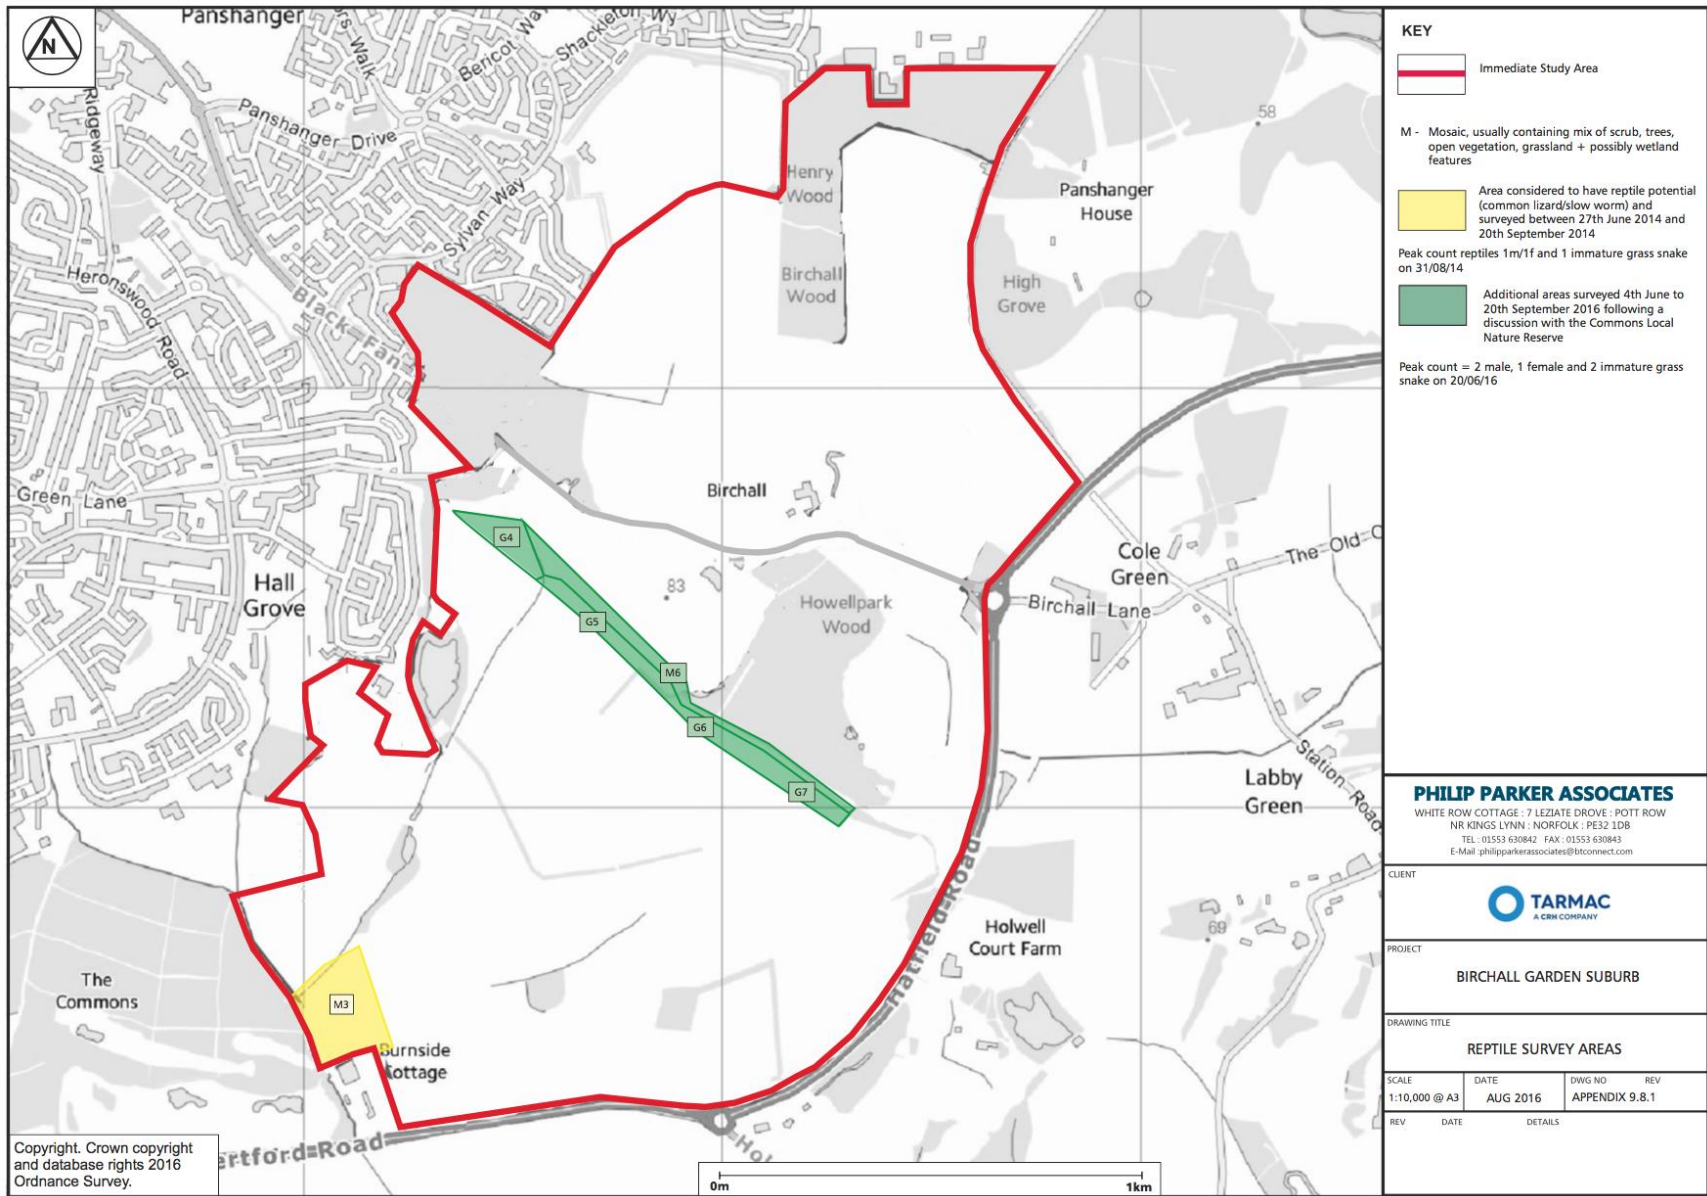 N
Panshanger
ors Walk
Bericot Way
Shackleton Wy
Ridgeway
Panshanger Drive
Sylvan Way
Heronswood Road
Black Fan
Green Lane
Hall
Grove
Henry
Wood
Birchall
Wood
Panshanger
House
58
High
Grove
Birchall
G4
83
G5
M6
G6
G7
Howellpark
Wood
Cole
Green
The Old C
Birchall Lane
Labby
Green
Station Road
Hatfield Road
Holwell
Court Farm
69
The
Commons
M3
Burnside
Cottage
ertford Road
Hol
Copyright. Crown copyright
and database rights 2016
Ordnance Survey.
0m
1km
KEY
Immediate Study Area
M - Mosaic, usually containing mix of scrub, trees,
open vegetation, grassland + possibly wetland
features
Area considered to have reptile potential
(common lizard/slow worm) and
surveyed between 27th June 2014 and
20th September 2014
Peak count reptiles 1m/1f and 1 immature grass snake
on 31/08/14
Additional areas surveyed 4th June to
20th September 2016 following a
discussion with the Commons Local
Nature Reserve
Peak count = 2 male, 1 female and 2 immature grass
snake on 20/06/16
PHILIP PARKER ASSOCIATES
WHITE ROW COTTAGE : 7 LEZIATE DROVE : POTT ROW
NR KINGS LYNN : NORFOLK : PE32 1DB
TEL : 01553 630842 FAX : 01553 630843
E-Mail :philipparkerassociates@btconnect.com
CLIENT
TARMAC
A CRH COMPANY
PROJECT
BIRCHALL GARDEN SUBURB
DRAWING TITLE
REPTILE SURVEY AREAS
SCALE
1:10,000 @ A3
DATE
AUG 2016
DWG NO REV
APPENDIX 9.8.1
REV DATE DETAILS